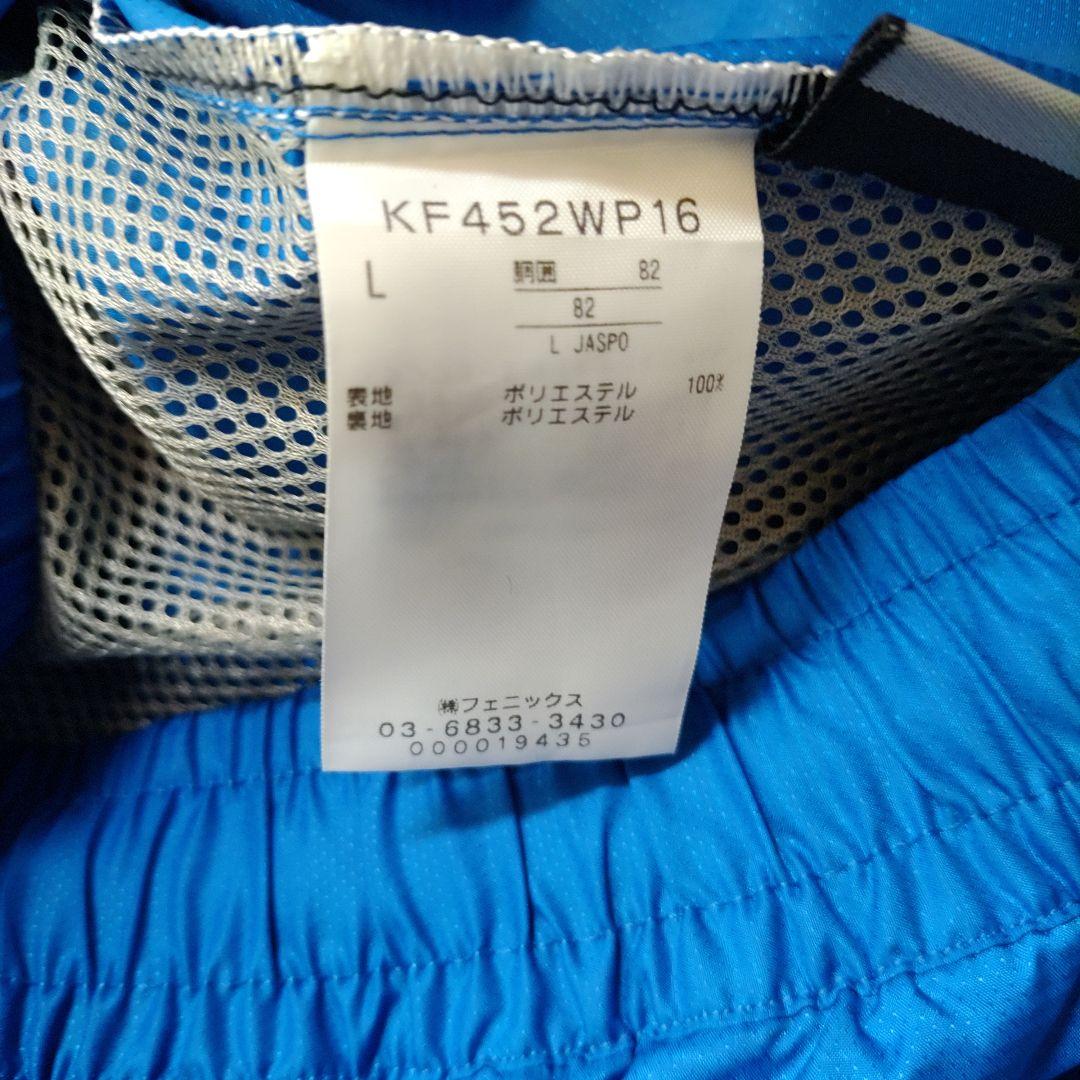 KF452WP16
L 胴囲 82
82
L JASPO
表地 ポリエステル 100%
裏地 ポリエステル
㈱フェニックス
03-6833-3430
000019435